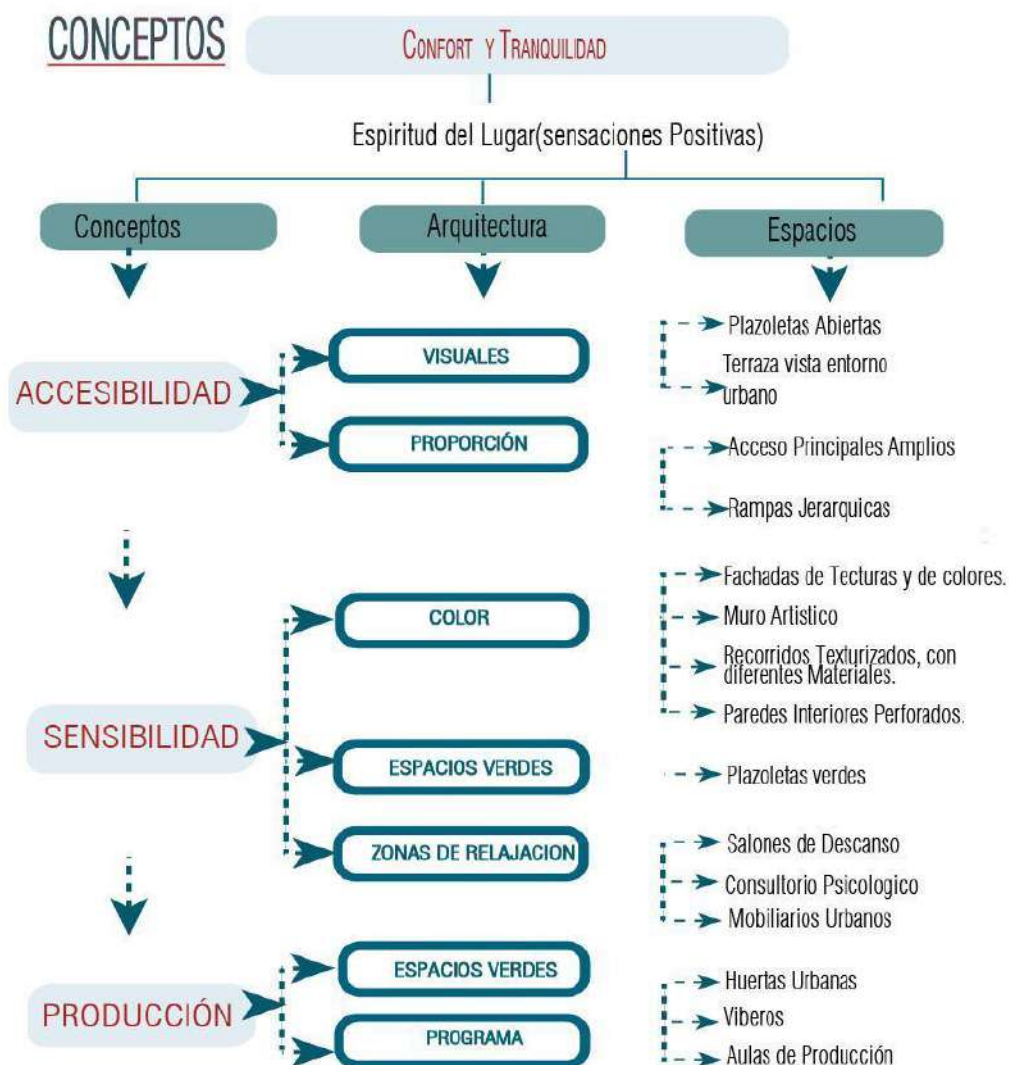 CONCEPTOS
CONFORT Y TRANQUILIDAD
Espiritud del Lugar(sensaciones Positivas)
Conceptos
Arquitectura
Espacios
ACCESIBILIDAD
VISUALES
PROPORCIÓN
Plazoletas Abiertas
Terraza vista entorno
urbano
Acceso Principales Amplios
Rampas Jerarquicas
SENSIBILIDAD
COLOR
ESPACIOS VERDES
ZONAS DE RELAJACION
Fachadas de Tecturas y de colores.
Muro Artistico
Recorridos Texturizados, con
diferentes Materiales.
Paredes Interiores Perforados.
Plazoletas verdes
Salones de Descanso
Consultorio Psicologico
Mobiliarios Urbanos
PRODUCCIÓN
ESPACIOS VERDES
PROGRAMA
Huertas Urbanas
Viberos
Aulas de Producción